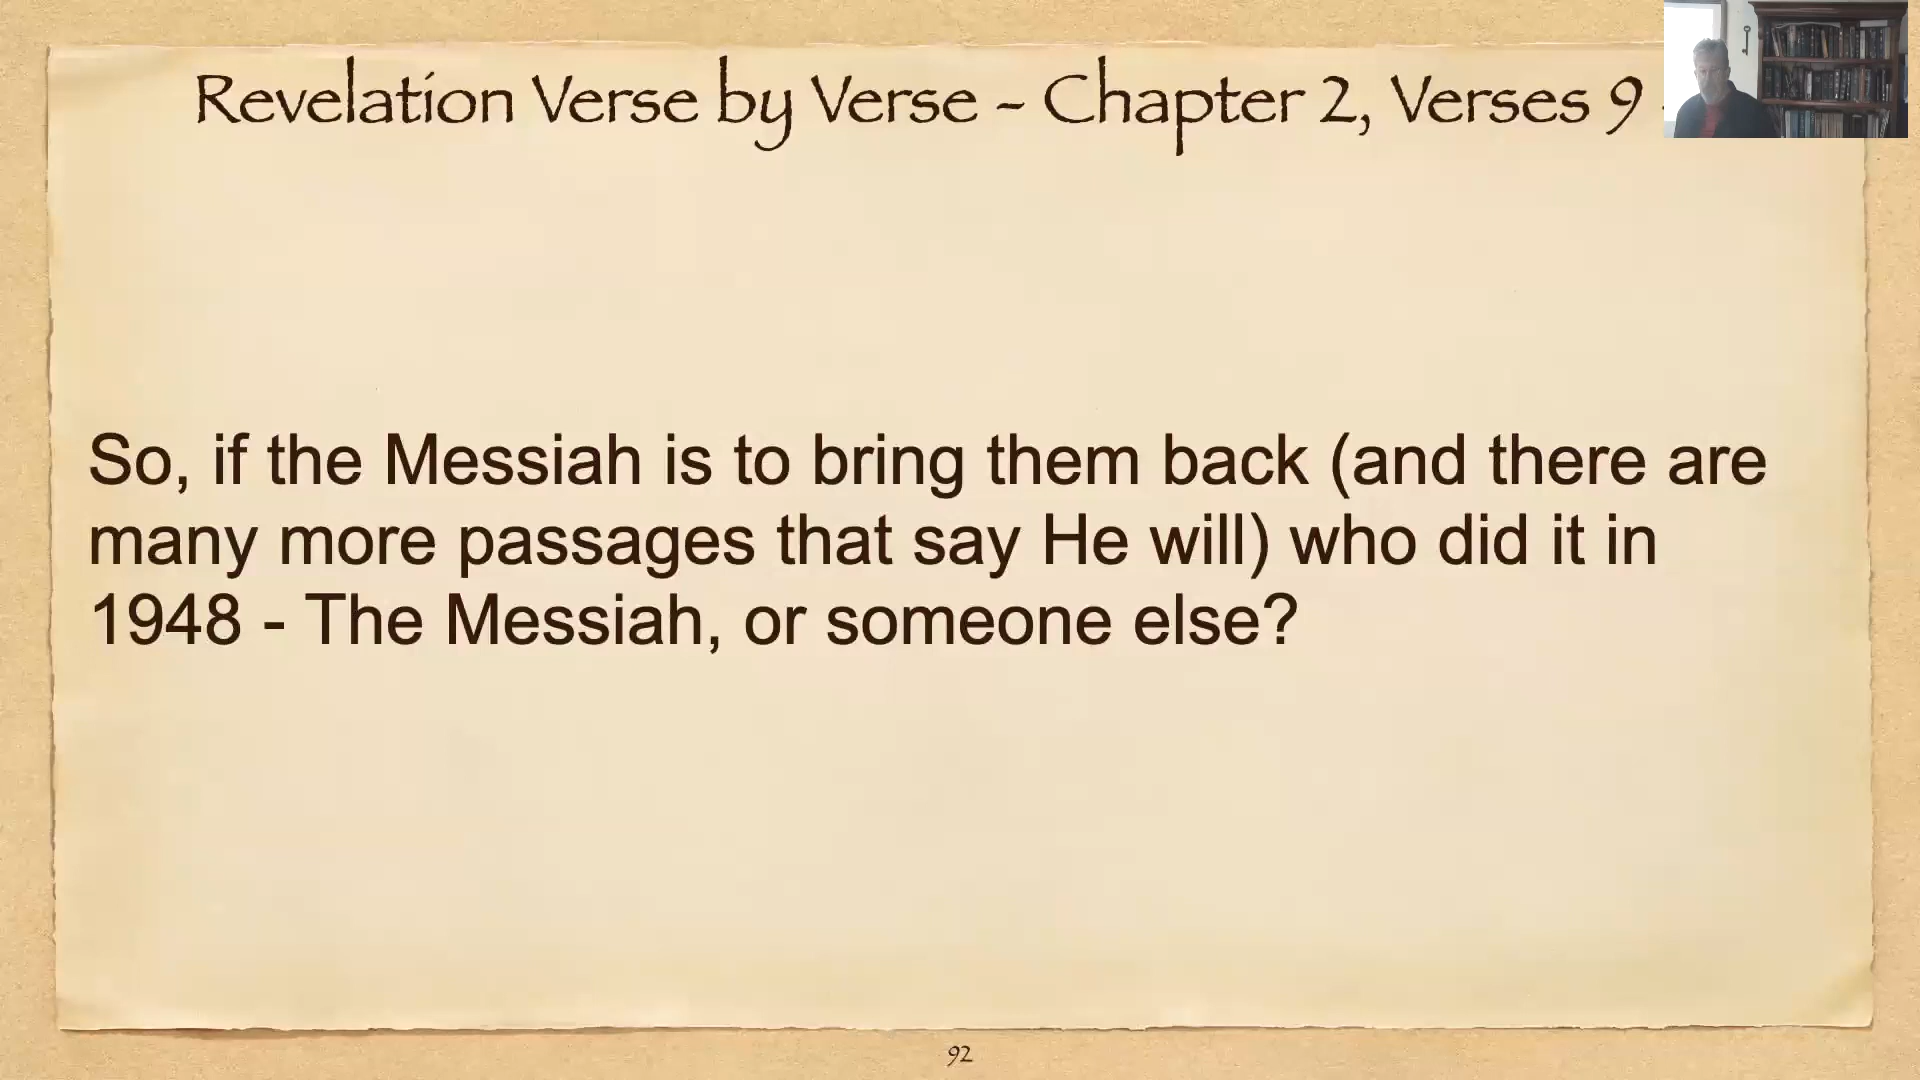 Revelation Verse by Verse - Chapter 2, Verses 9
So, if the Messiah is to bring them back (and there are
many more passages that say He will) who did it in
1948 - The Messiah, or someone else?
92